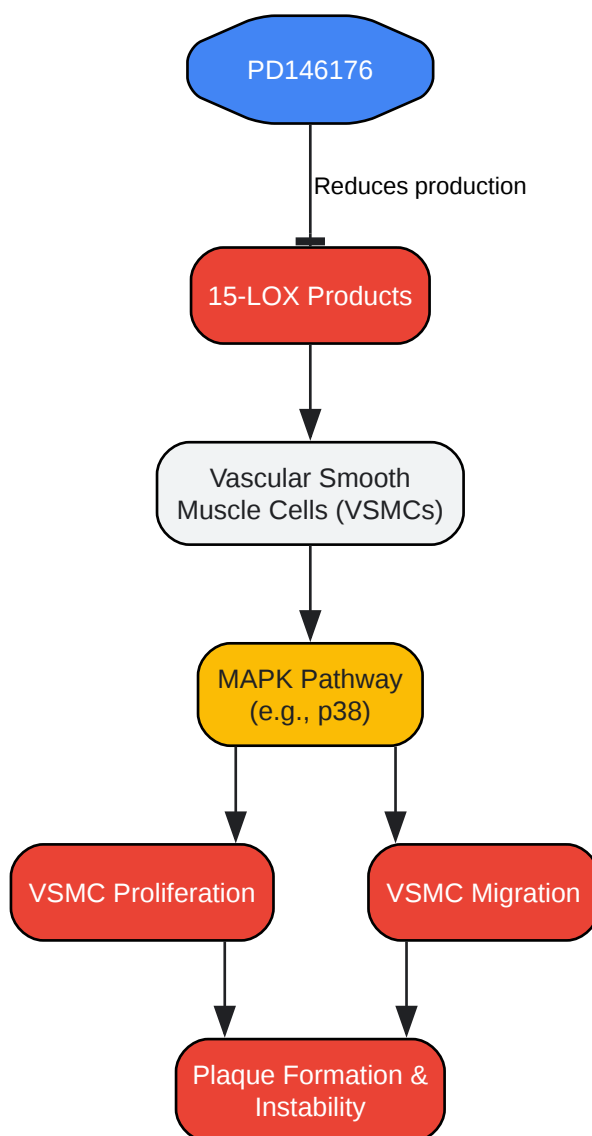 PD146176
Reduces production
15-LOX Products
Vascular Smooth
Muscle Cells (VSMCs)
MAPK Pathway
(e.g., p38)
VSMC Proliferation
VSMC Migration
Plaque Formation &
Instability